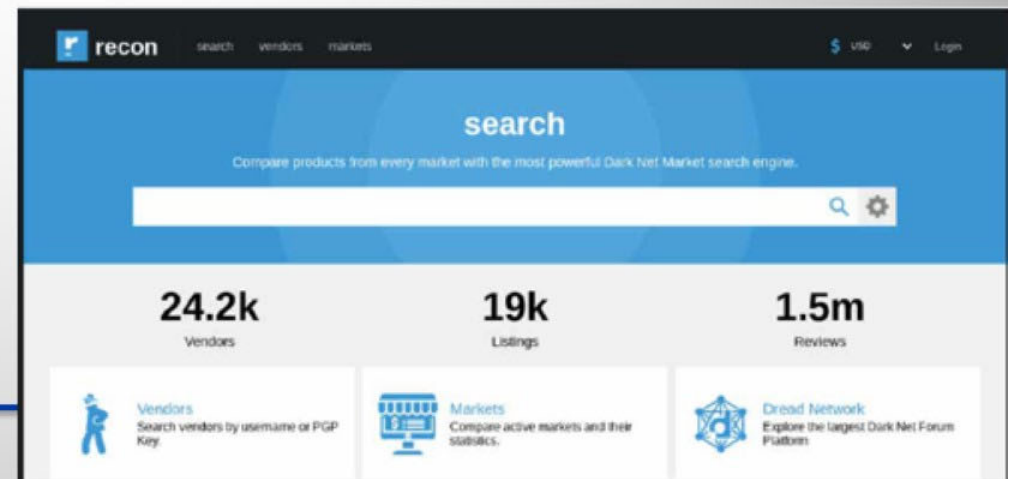 recon search vendors markets $ USD Login
search
Compare products from every market with the most powerful Dark Net Market search engine.
24.2k 19k 1.5m
Vendors Listings Reviews
Vendors
Search vendors by username or PGP
Key.
Markets
Compare active markets and their
statistics.
Dread Network
Explore the largest Dark Net Forum
Platform